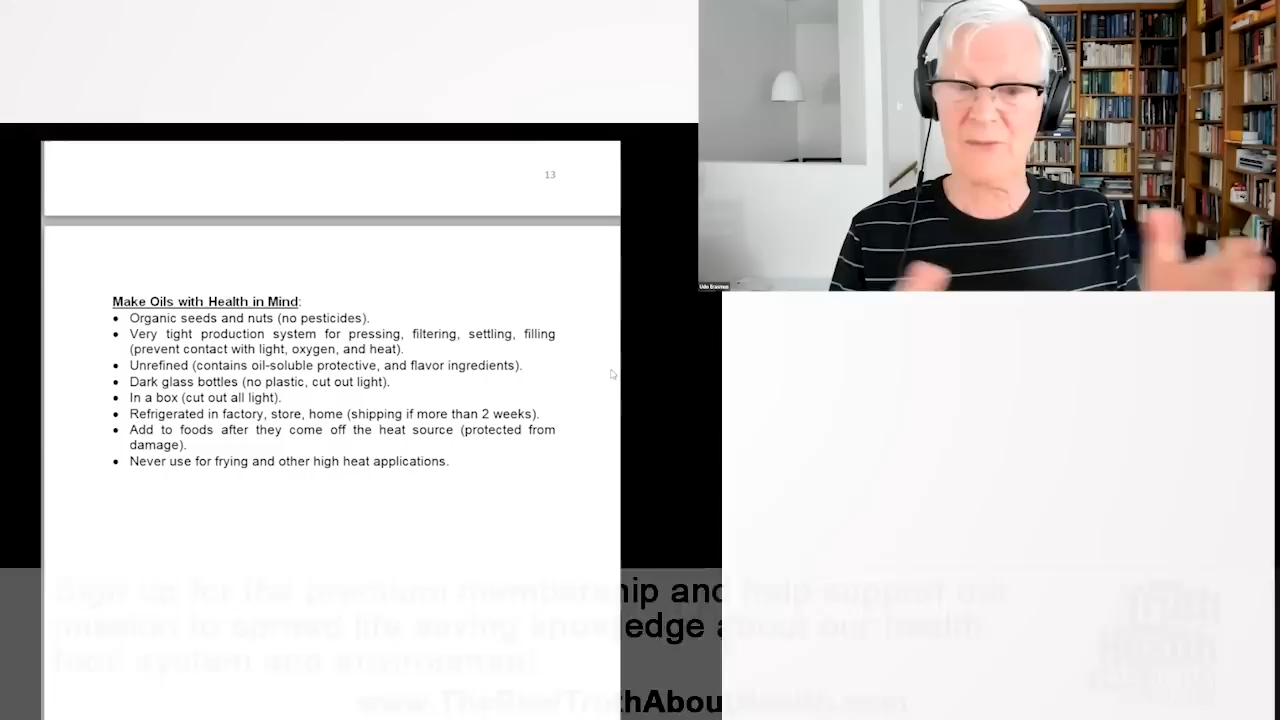 13
Make Oils with Health in Mind:
• Organic seeds and nuts (no pesticides).
• Very tight production system for pressing, filtering, settling, filling
(prevent contact with light, oxygen, and heat).
• Unrefined (contains oil-soluble protective, and flavor ingredients).
• Dark glass bottles (no plastic, cut out light).
• In a box (cut out all light).
• Refrigerated in factory, store, home (shipping if more than 2 weeks).
• Add to foods after they come off the heat source (protected from
damage).
• Never use for frying and other high heat applications.
Udo Erasmus
Sign up for the premium membership and help support our
mission to spread life saving knowledge about our health
food system and environment!
www.TheRealTruthAboutHealth.com